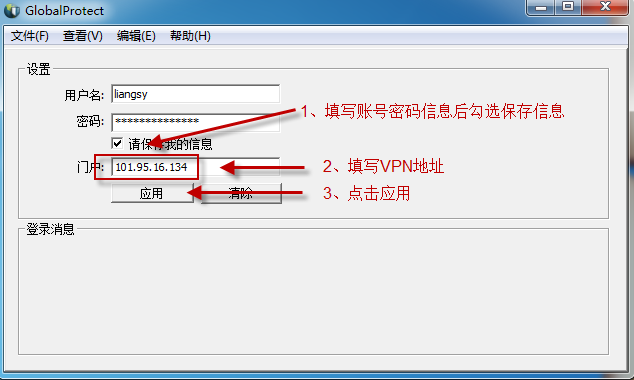 GlobalProtect
文件(F) 查看(V) 编辑(E) 帮助(H)
设置
用户名: liangsy
密码: **************
1、填写账号密码信息后勾选保存信息
请保存我的信息
门户: 101.95.16.134
2、填写VPN地址
应用 清除
3、点击应用
登录消息